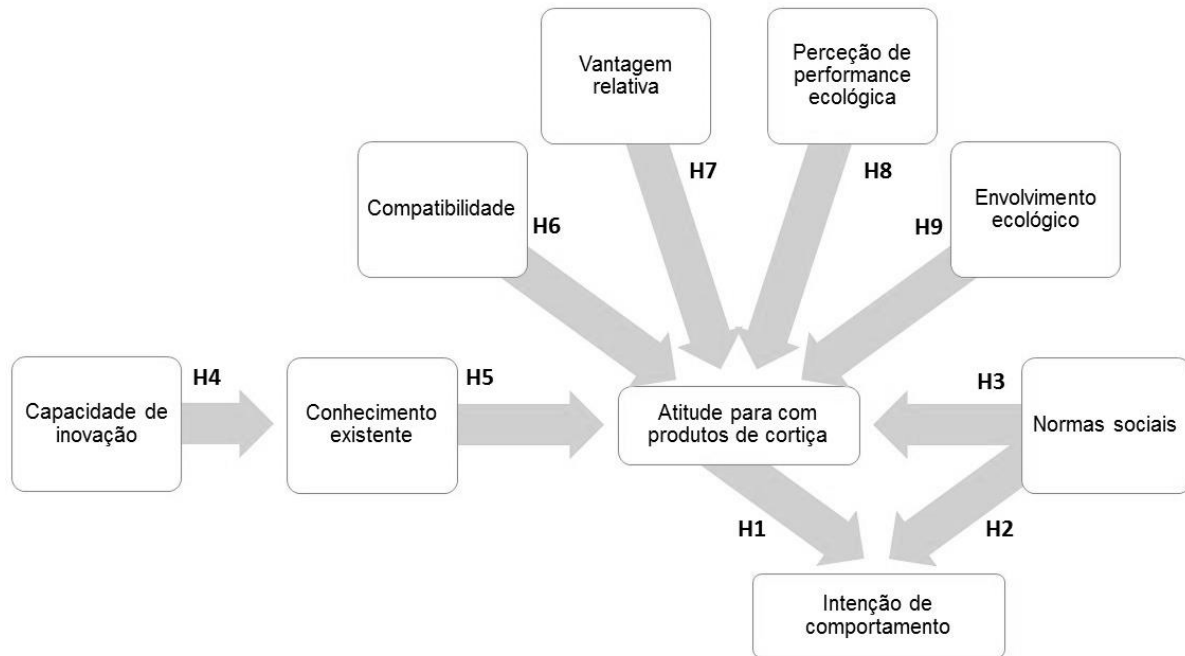 Vantagem
relativa
Perceção de
performance
ecológica
H7
H8
Compatibilidade
H6
H9
Envolvimento
ecológico
H4
H5
H3
Capacidade de
inovação
Conhecimento
existente
Atitude para com
produtos de cortiça
Normas sociais
H1
H2
Intenção de
comportamento